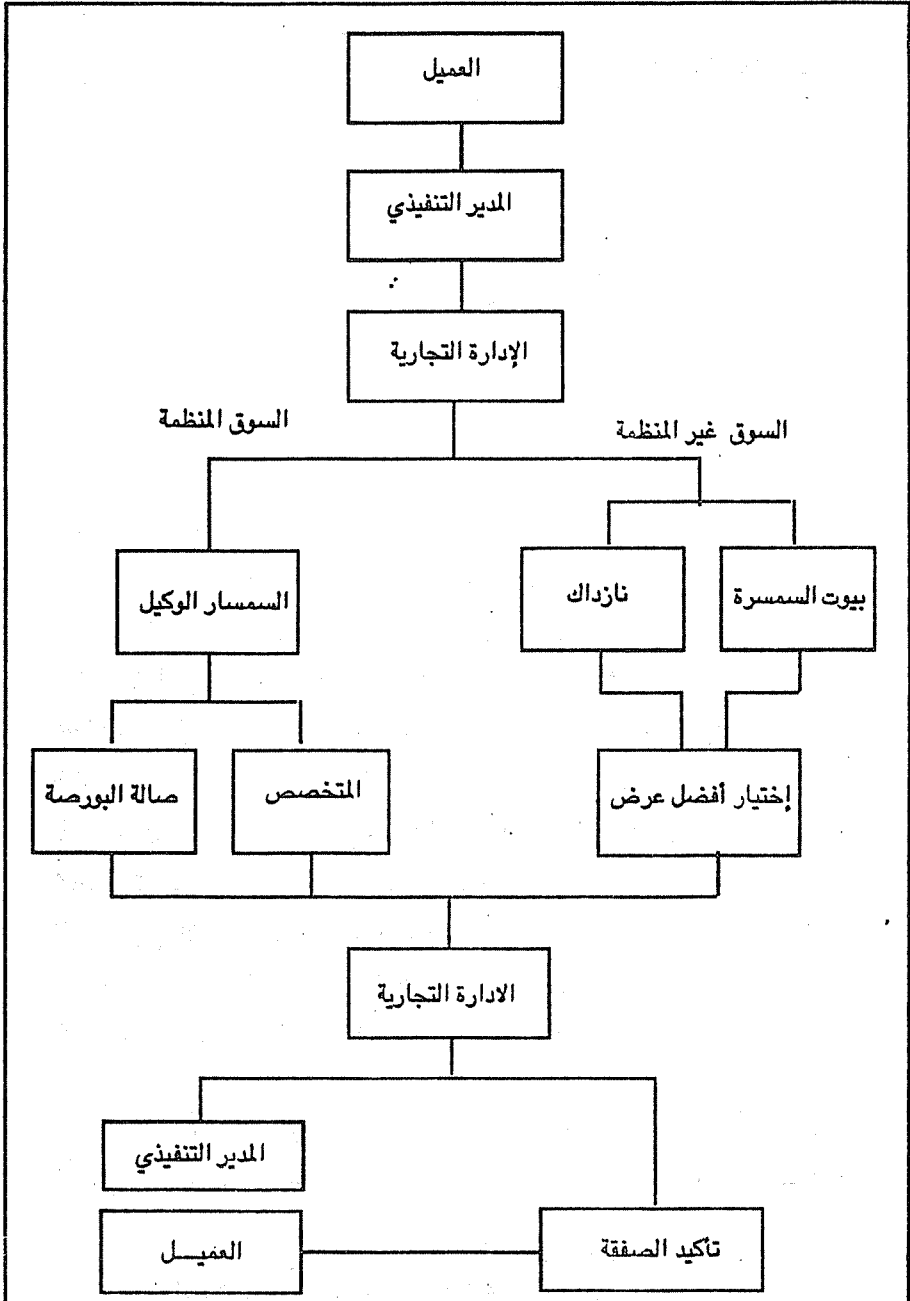 العميل
المدير التنفيذي
الإدارة التجارية
السوق غير المنظمة
السوق المنظمة
بيوت السمسرة
نازداك
السمسار الوكيل
إختيار أفضل عرض
المتخصص
صالة البورصة
الادارة التجارية
المدير التنفيذي
تأكيد الصفقة
العميــل